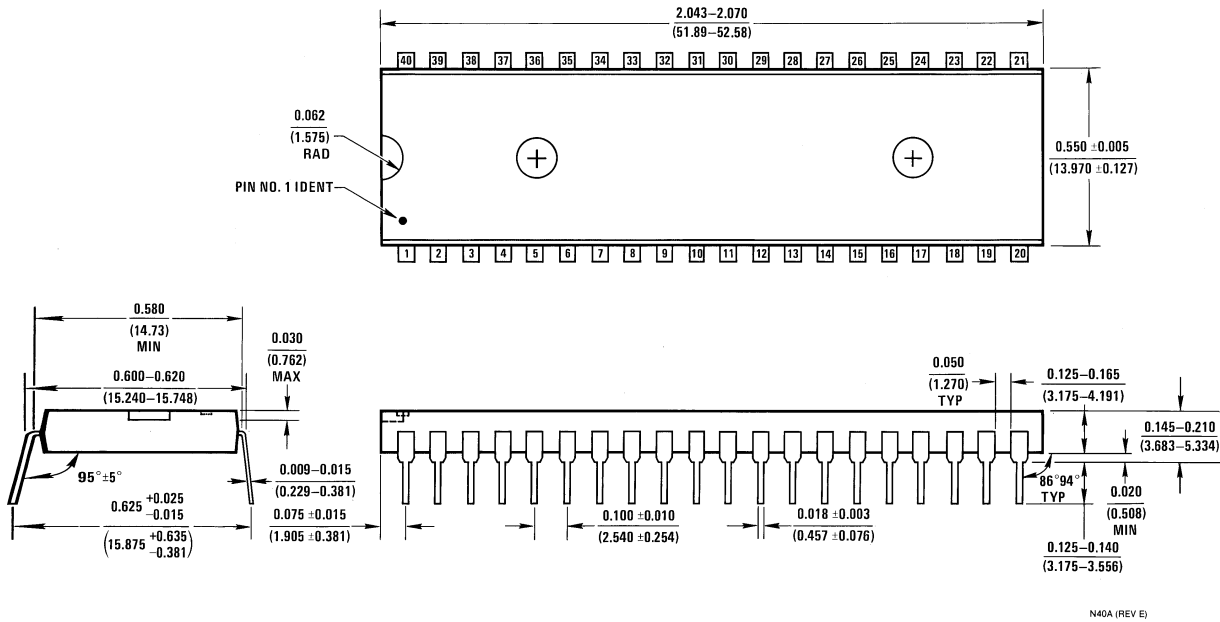 2.043–2.070
(51.89–52.58)
40 39 38 37 36 35 34 33 32 31 30 29 28 27 26 25 24 23 22 21
0.062
(1.575)
RAD
PIN NO. 1 IDENT
0.550 ±0.005
(13.970 ±0.127)
1 2 3 4 5 6 7 8 9 10 11 12 13 14 15 16 17 18 19 20
0.580
(14.73)
MIN
0.030
(0.762)
MAX
0.600–0.620
(15.240–15.748)
95°±5°
0.009–0.015
(0.229–0.381)
0.625 +0.025 −0.015
(15.875 +0.635 −0.381)
0.075 ±0.015
(1.905 ±0.381)
0.100 ±0.010
(2.540 ±0.254)
0.018 ±0.003
(0.457 ±0.076)
0.050
(1.270)
TYP
0.125–0.165
(3.175–4.191)
0.145–0.210
(3.683–5.334)
86°94°
TYP
0.020
(0.508)
MIN
0.125–0.140
(3.175–3.556)
N40A (REV E)